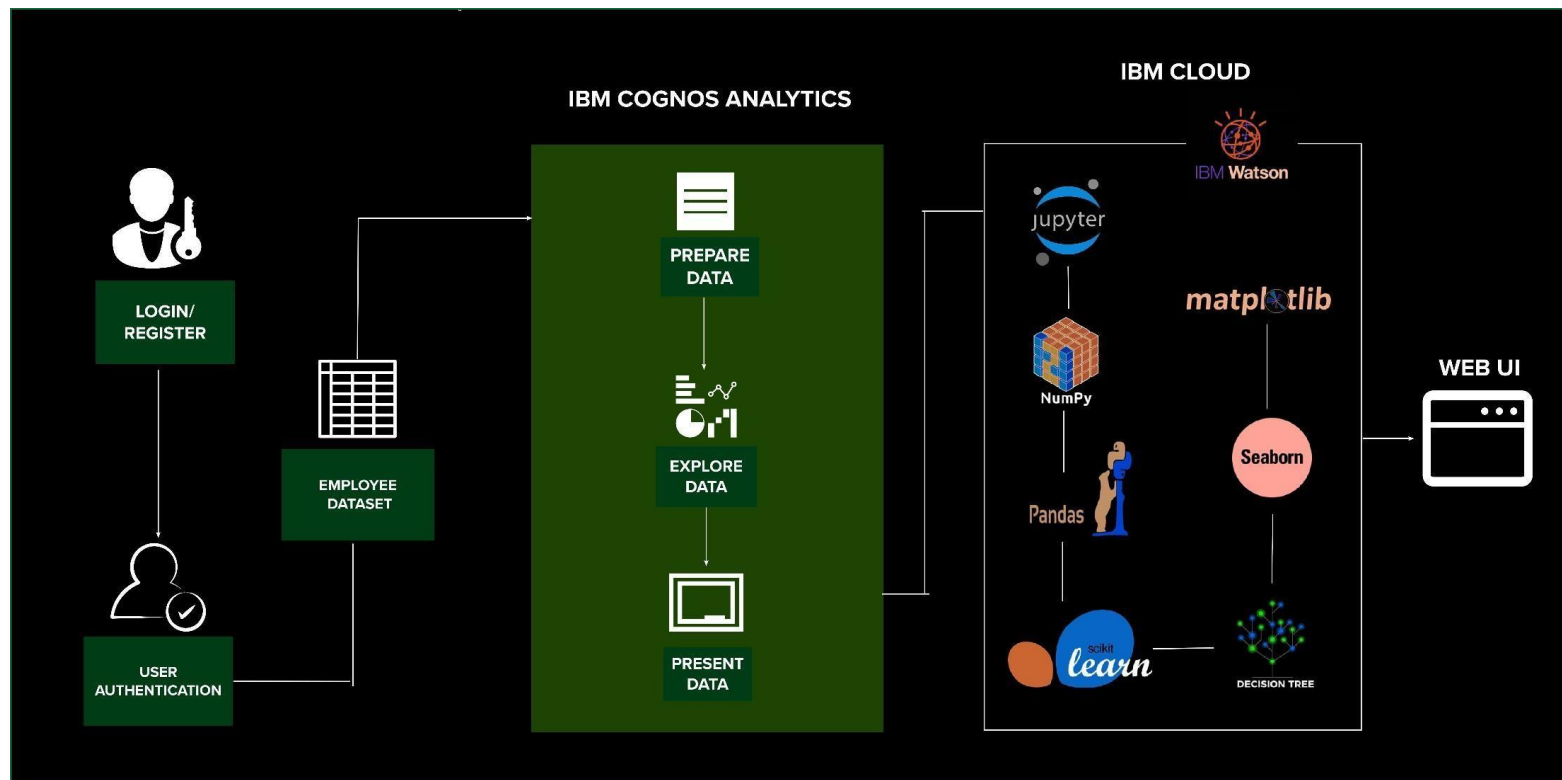 LOGIN/
REGISTER
USER
AUTHENTICATION
EMPLOYEE
DATASET
IBM COGNOS ANALYTICS
PREPARE
DATA
EXPLORE
DATA
PRESENT
DATA
IBM CLOUD
IBM Watson
jupyter
NumPy
Pandas
scikit
learn
DECISION TREE
Seaborn
matplotlib
WEB UI